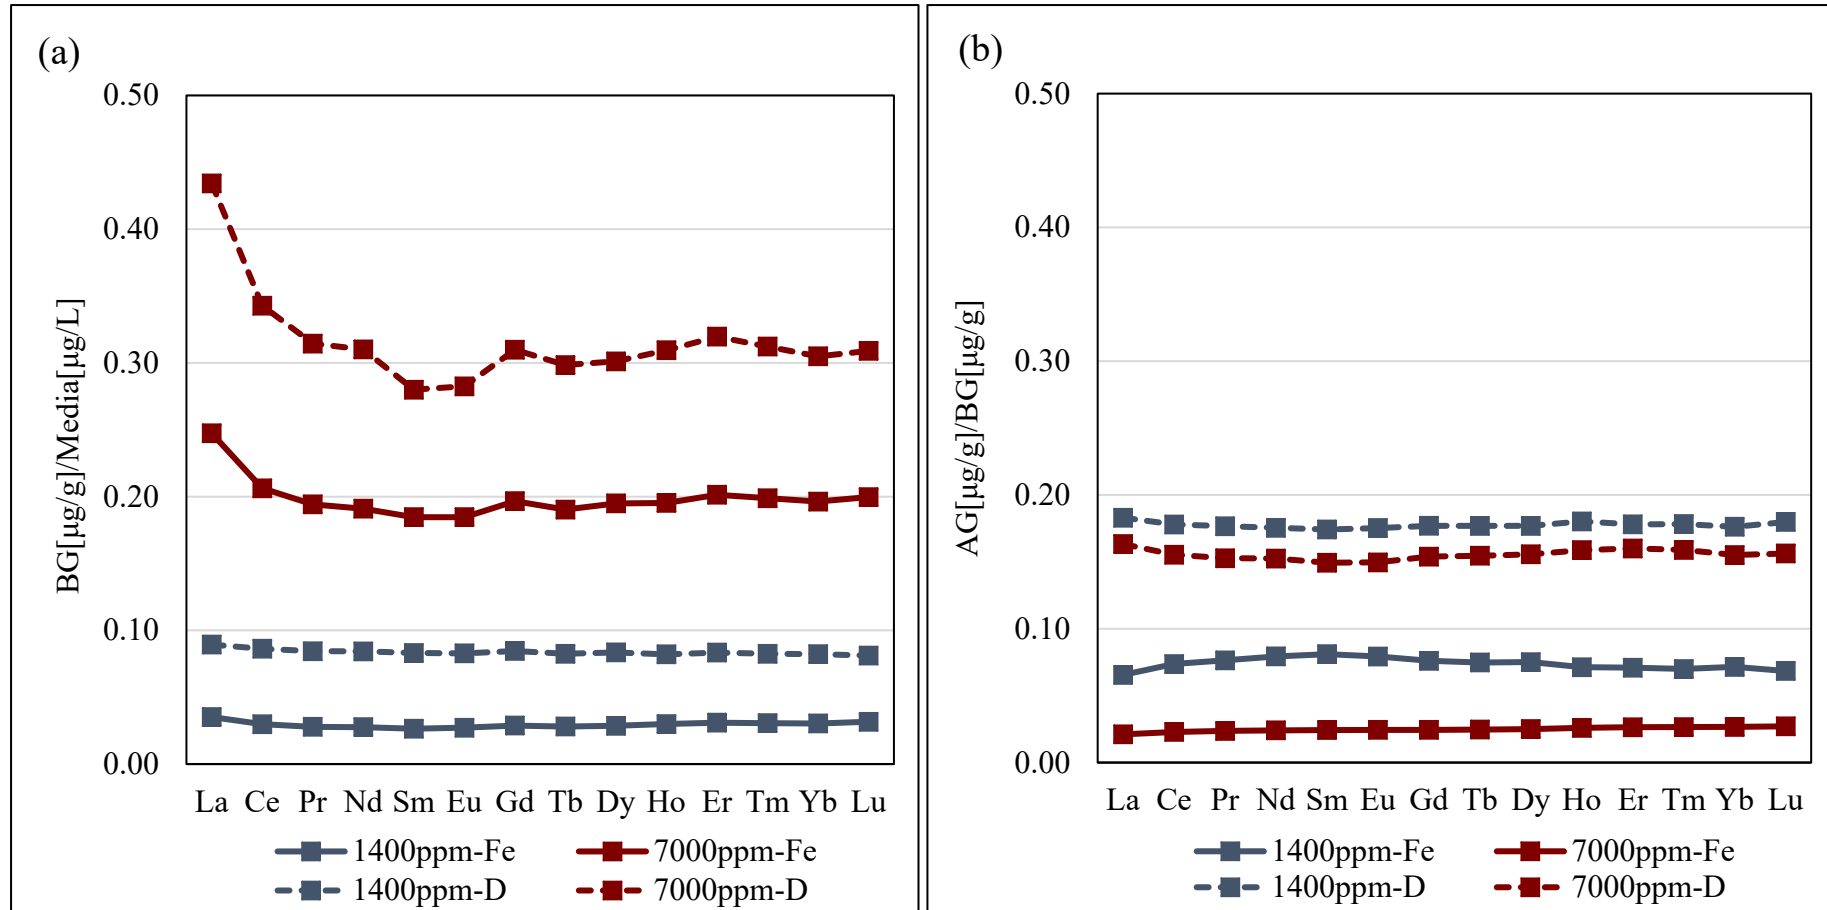 (a)
BG[μg/g]/Media[μg/L]
0.50
0.40
0.30
0.20
0.10
0.00
La Ce Pr Nd Sm Eu Gd Tb Dy Ho Er Tm Yb Lu
1400ppm-Fe 7000ppm-Fe
1400ppm-D 7000ppm-D
(b)
AG[μg/g]/BG[μg/g]
0.50
0.40
0.30
0.20
0.10
0.00
La Ce Pr Nd Sm Eu Gd Tb Dy Ho Er Tm Yb Lu
1400ppm-Fe 7000ppm-Fe
1400ppm-D 7000ppm-D